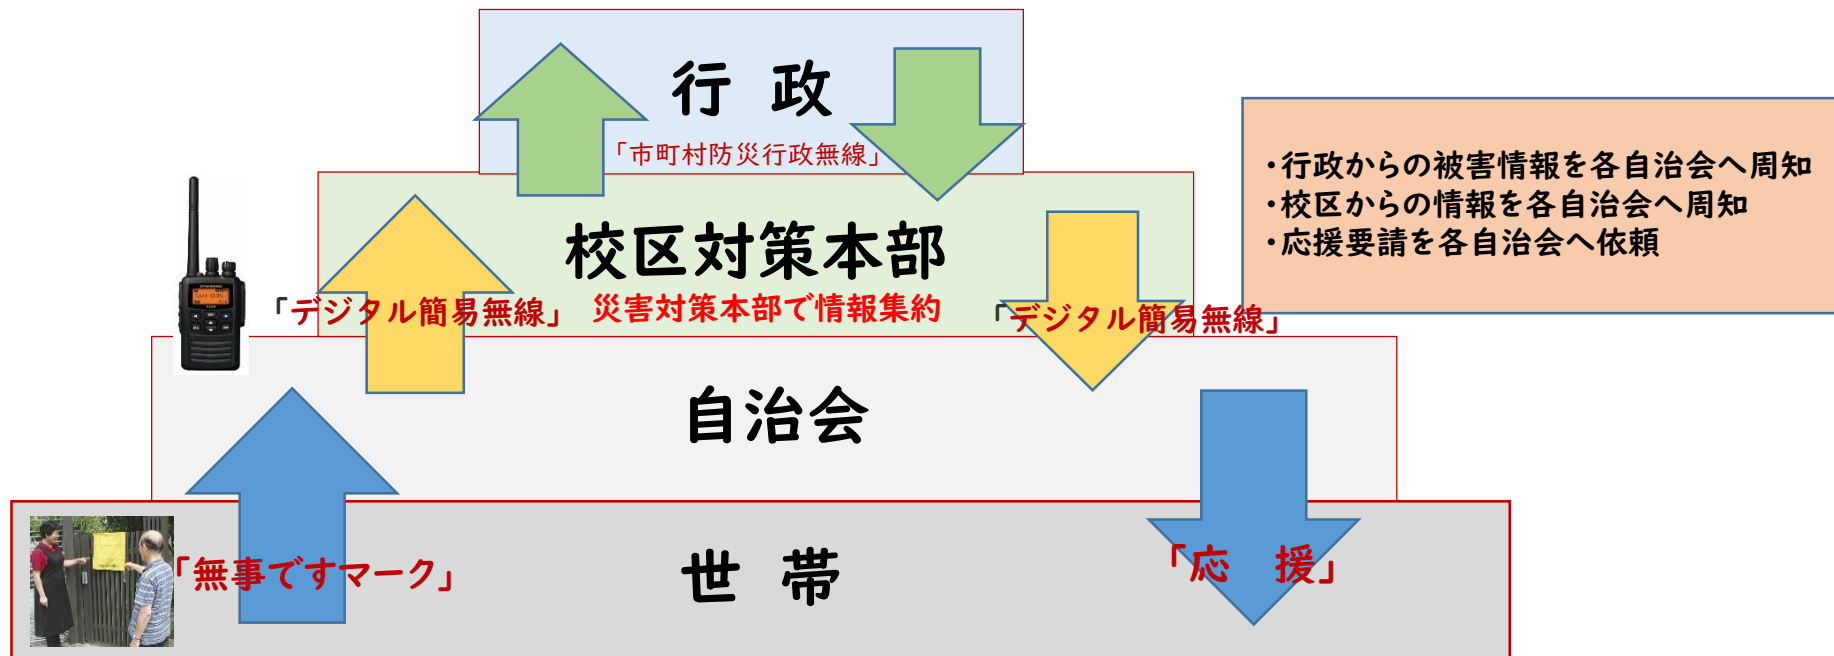 行 政
「市町村防災行政無線」
・行政からの被害情報を各自治会へ周知
・校区からの情報を各自治会へ周知
・応援要請を各自治会へ依頼
校区対策本部
「デジタル簡易無線」
災害対策本部で情報集約
「デジタル簡易無線」
自治会
「無事ですマーク」
世 帯
「応 援」